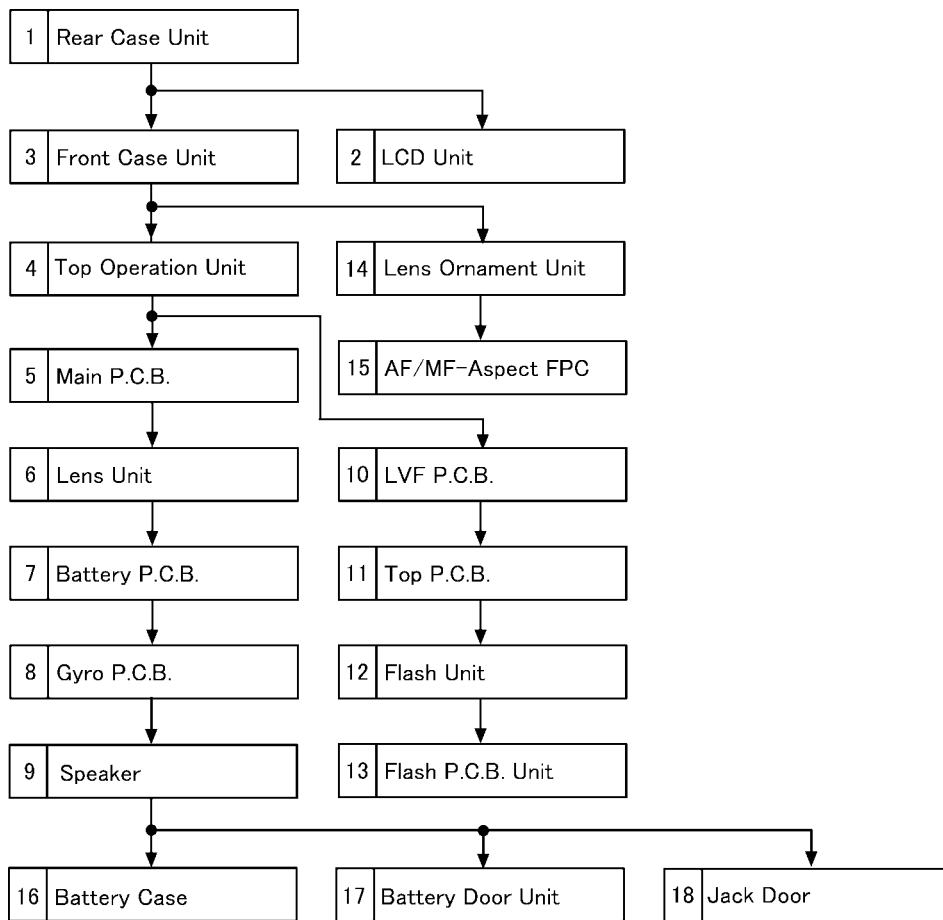 1 Rear Case Unit
3 Front Case Unit
2 LCD Unit
4 Top Operation Unit
14 Lens Ornament Unit
5 Main P.C.B.
15 AF/MF-Aspect FPC
6 Lens Unit
10 LVF P.C.B.
7 Battery P.C.B.
11 Top P.C.B.
8 Gyro P.C.B.
12 Flash Unit
9 Speaker
13 Flash P.C.B. Unit
16 Battery Case
17 Battery Door Unit
18 Jack Door